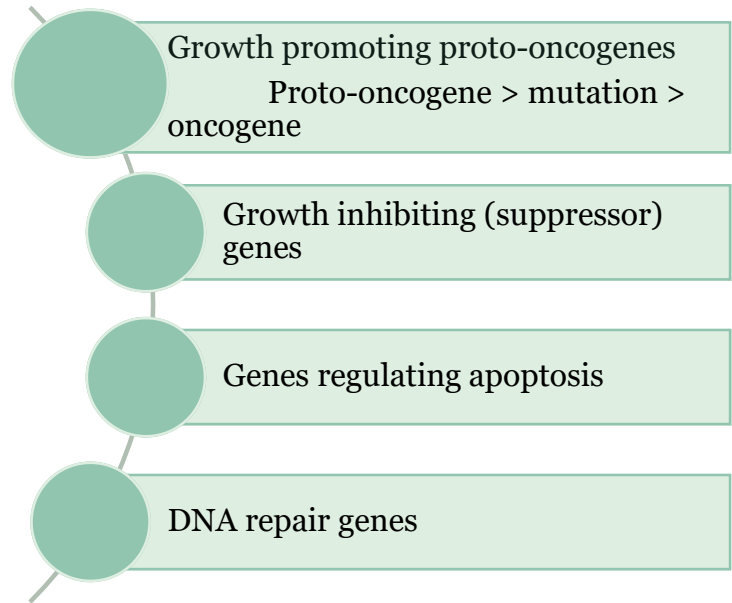 Growth promoting proto-oncogenes
Proto-oncogene > mutation >
oncogene
Growth inhibiting (suppressor)
genes
Genes regulating apoptosis
DNA repair genes